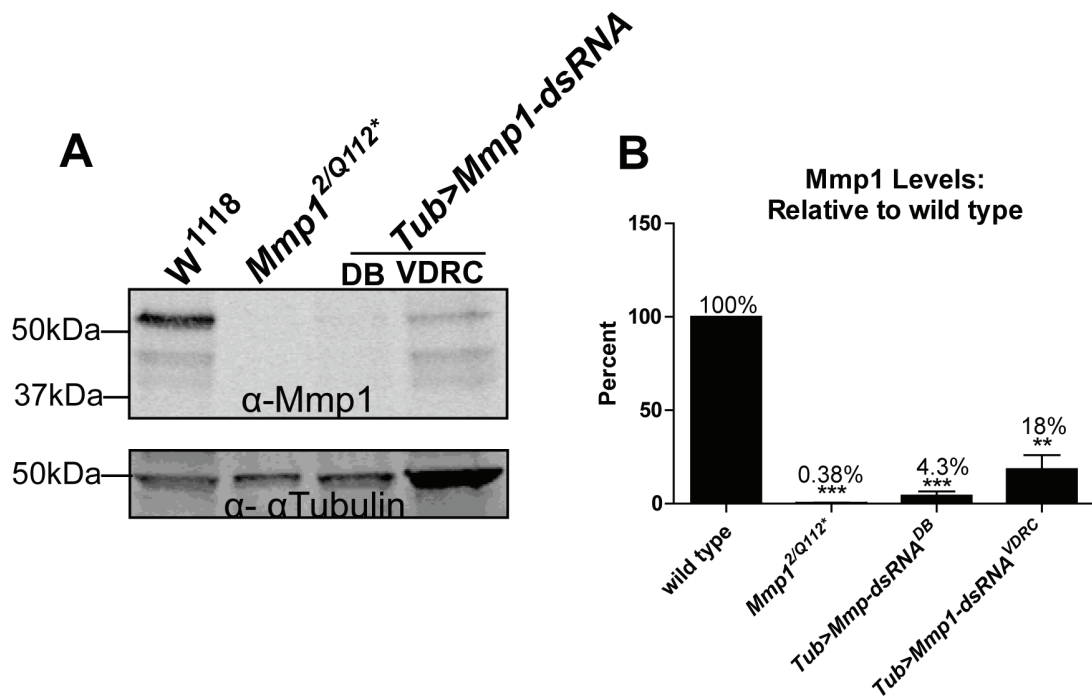 A
W1118
Mmp12/Q112*
Tub>Mmp1-dsRNA
DB VDRC
50kDa
37kDa
α-Mmp1
50kDa
α- αTubulin
B
Mmp1 Levels:
Relative to wild type
Percent
150
100
50
0
100%
0.38%
***
4.3%
***
18%
**
wild type
Mmp12/Q112*
Tub>Mmp-dsRNADB
Tub>Mmp1-dsRNAVDRC